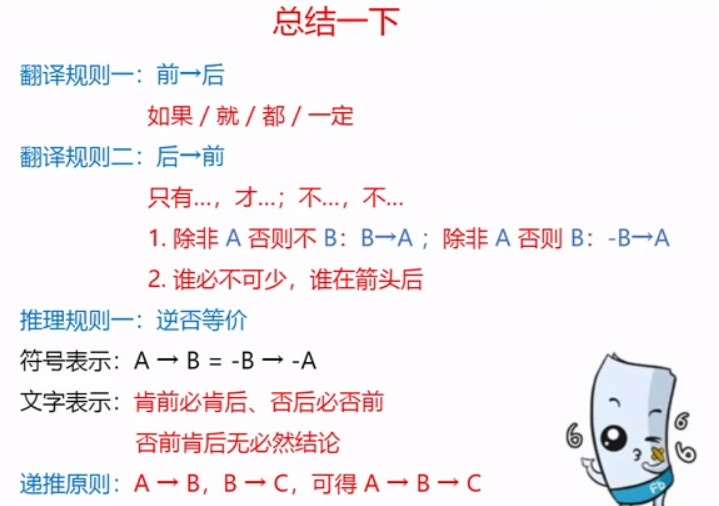 总结一下
翻译规则一：前→后
如果 / 就 / 都 / 一定
翻译规则二：后→前
只有…，才…；不…，不…
1. 除非 A 否则不 B：B→A ；除非 A 否则 B：-B→A
2. 谁必不可少，谁在箭头后
推理规则一：逆否等价
符号表示：A → B = -B → -A
文字表示：肯前必肯后、否后必否前
否前肯后无必然结论
递推原则：A → B，B → C，可得 A → B → C
6
6
6
Fb